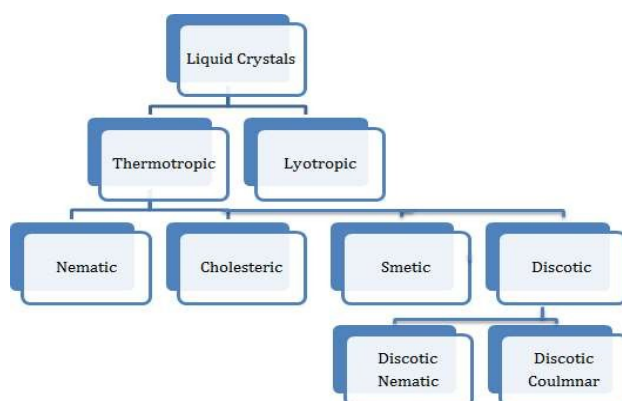 Liquid Crystals
Thermotropic
Lyotropic
Nematic
Cholesteric
Smetic
Discotic
Discotic
Nematic
Discotic
Coulmnar